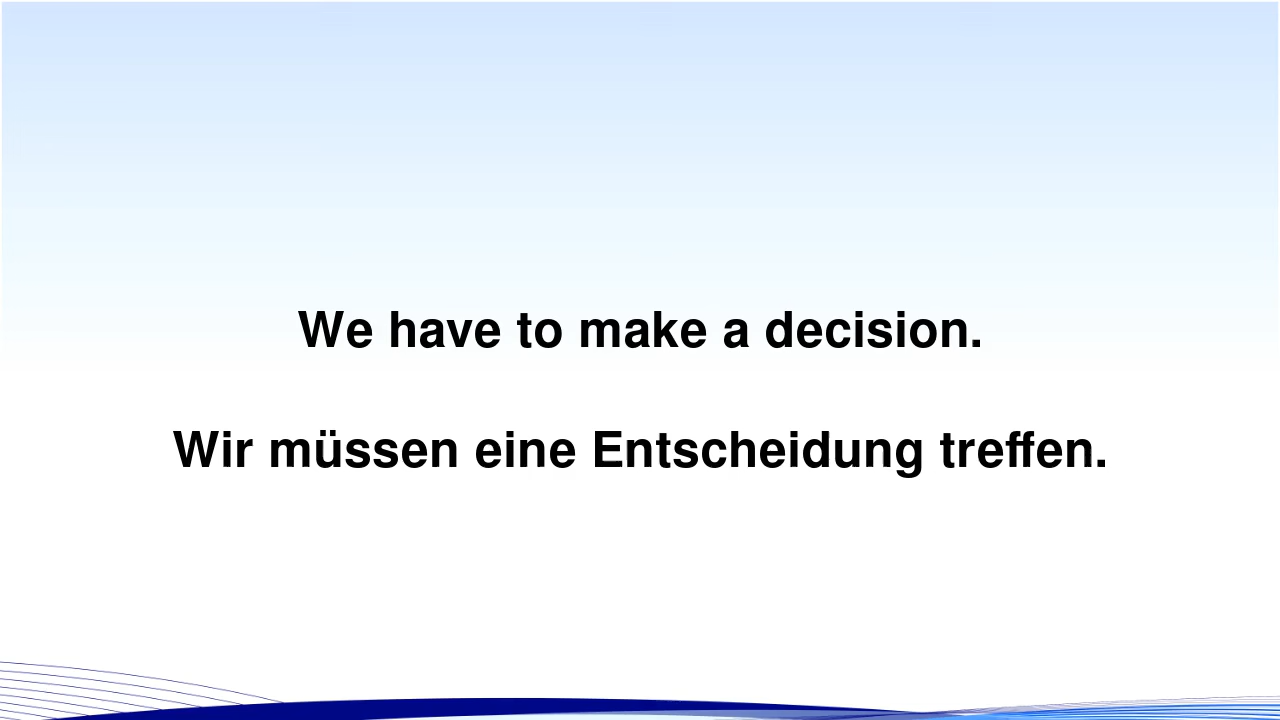 We have to make a decision.
Wir müssen eine Entscheidung treffen.